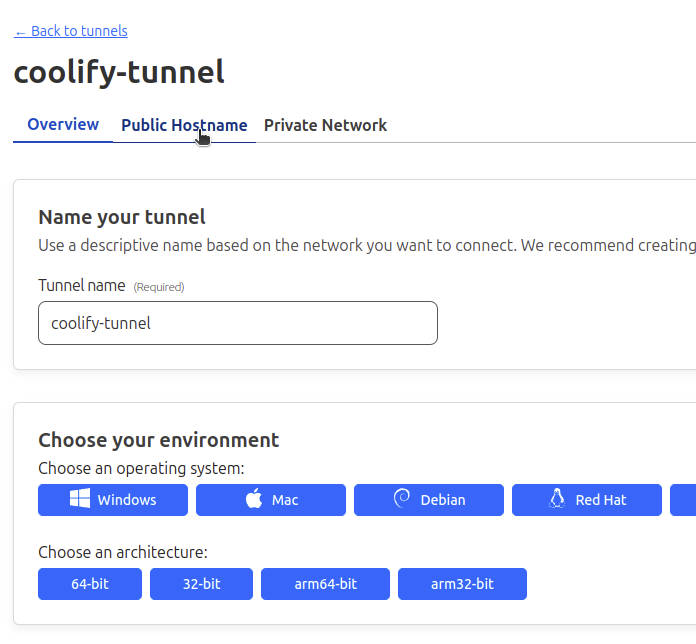 ← Back to tunnels
coolify-tunnel
Overview Public Hostname Private Network
Name your tunnel
Use a descriptive name based on the network you want to connect. We recommend creating
Tunnel name (Required)
coolify-tunnel
Choose your environment
Choose an operating system:
Windows Mac Debian Red Hat
Choose an architecture:
64-bit 32-bit arm64-bit arm32-bit